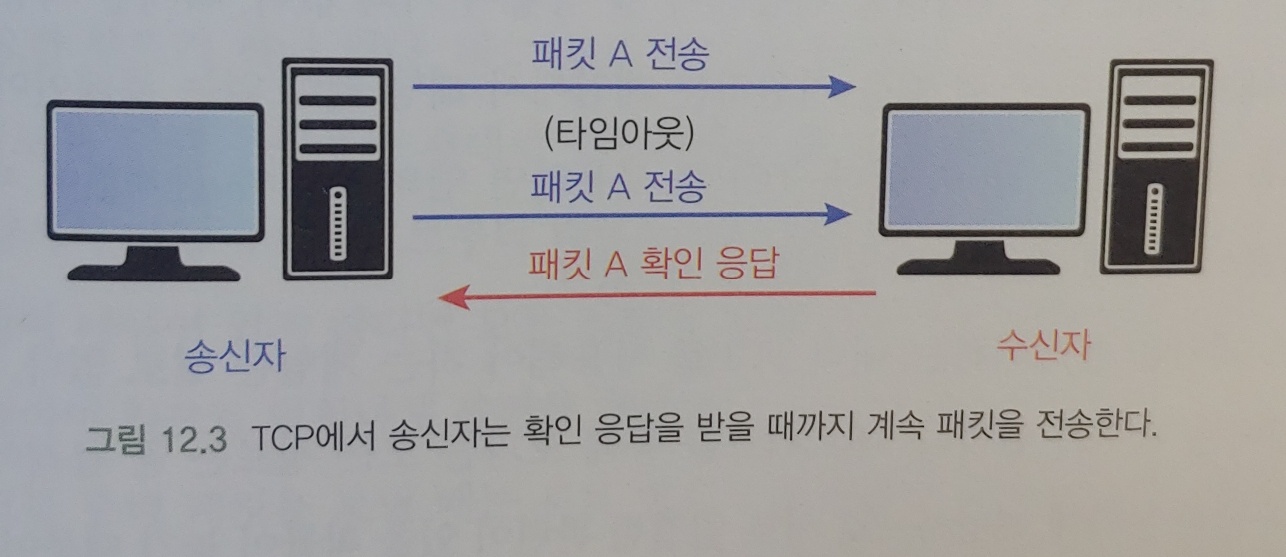 패킷 A 전송
(타임아웃)
패킷 A 전송
패킷 A 확인 응답
송신자
수신자
그림 12.3 TCP에서 송신자는 확인 응답을 받을 때까지 계속 패킷을 전송한다.